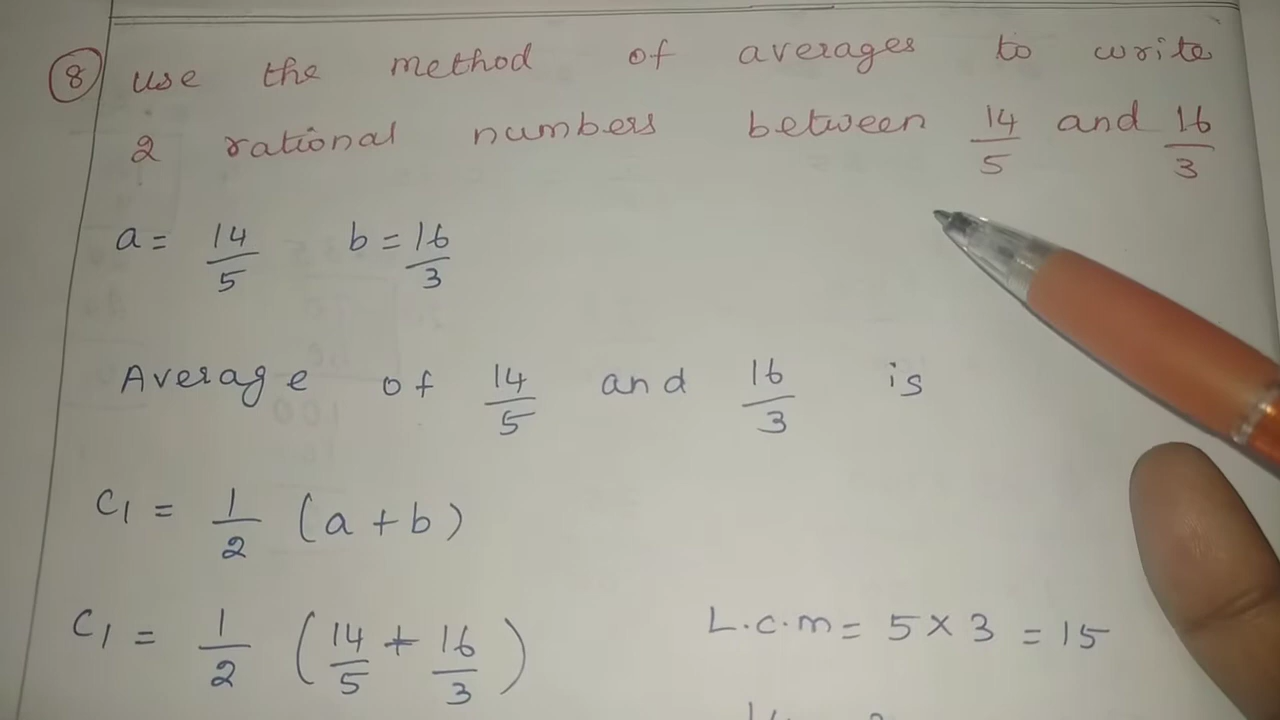 8 use the method of averages to write
2 rational numbers between 14/5 and 16/3
a = 14/5 b = 16/3
Average of 14/5 and 16/3 is
C1 = 1/2 (a + b)
C1 = 1/2 (14/5 + 16/3) L.C.M = 5 × 3 = 15